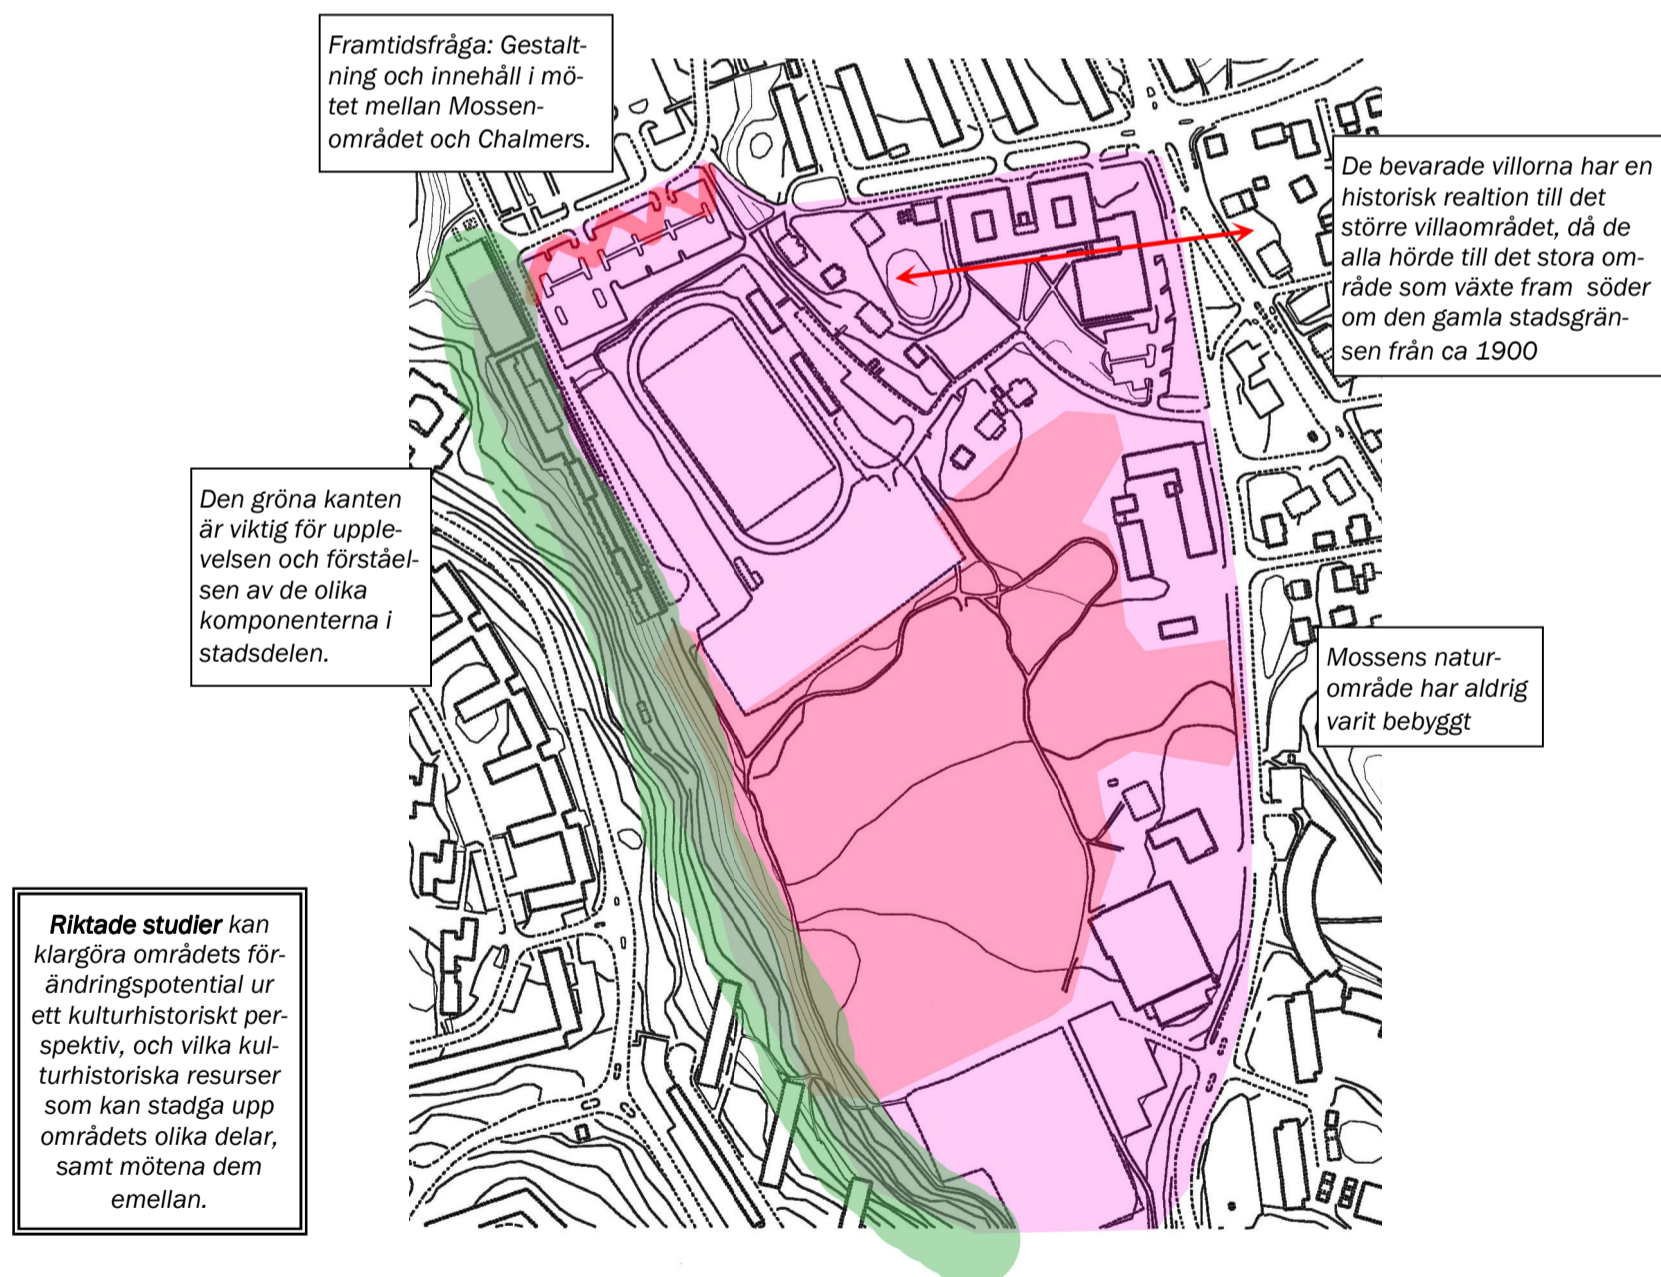 Framtidsfråga: Gestalt-
ning och innehåll i mö-
tet mellan Mossen-
området och Chalmers.
De bevarade villorna har en
historisk realtion till det
större villaområdet, då de
alla hörde till det stora om-
råde som växte fram söder
om den gamla stadsgrän-
sen från ca 1900
Den gröna kanten
är viktig för upple-
velsen och förståel-
sen av de olika
komponenterna i
stadsdelen.
Mossens natur-
område har aldrig
varit bebyggt
Riktade studier kan
klargöra områdets för-
ändringspotential ur
ett kulturhistoriskt per-
spektiv, och vilka kul-
turhistoriska resurser
som kan stadga upp
områdets olika delar,
samt mötena dem
emellan.